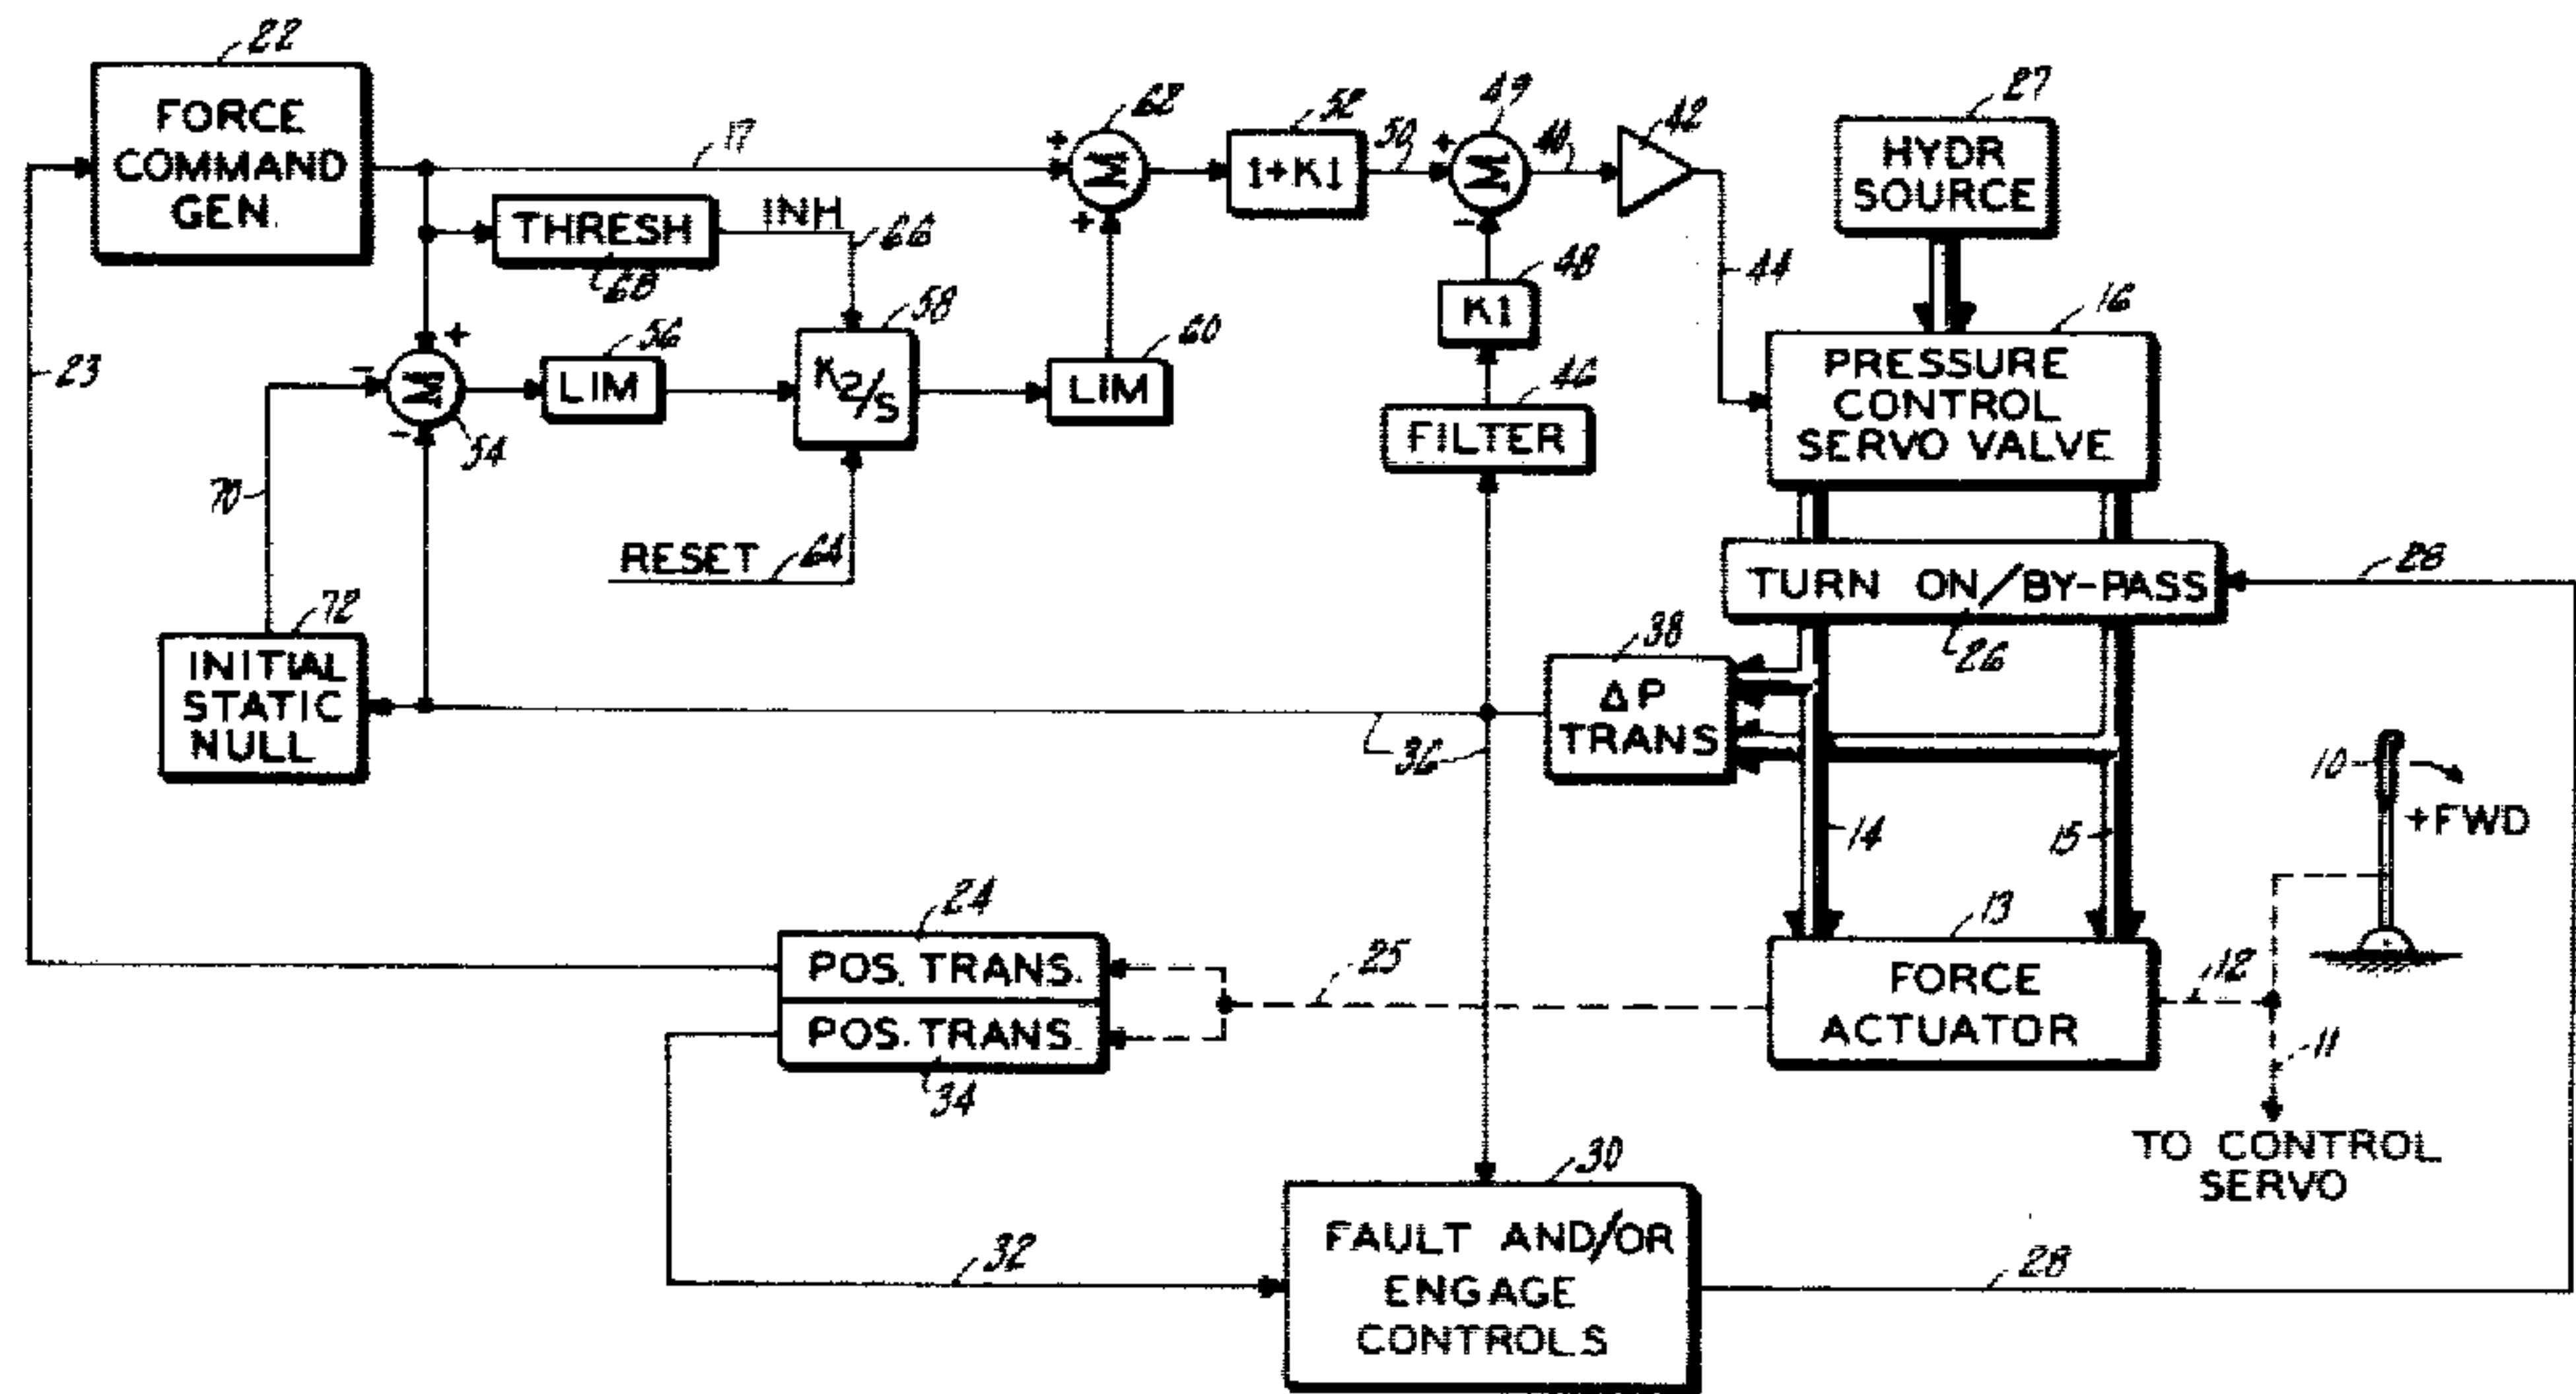 22
FORCE
COMMAND
GEN.
17
62
+
Σ
+
52
1+K1
50
49
+
Σ
-
40
42
27
HYDR
SOURCE
THRESH
68
INH
66
44
48
K1
16
PRESSURE
CONTROL
SERVO VALVE
23
+
-
Σ
-
54
56
LIM
58
K2/S
60
LIM
46
FILTER
70
RESET
64
TURN ON/BY-PASS
26
28
72
INITIAL
STATIC
NULL
38
ΔP
TRANS
36
10
+FWD
14
15
24
POS. TRANS.
POS. TRANS.
34
25
13
FORCE
ACTUATOR
12
11
TO CONTROL
SERVO
30
FAULT AND/OR
ENGAGE
CONTROLS
32
28